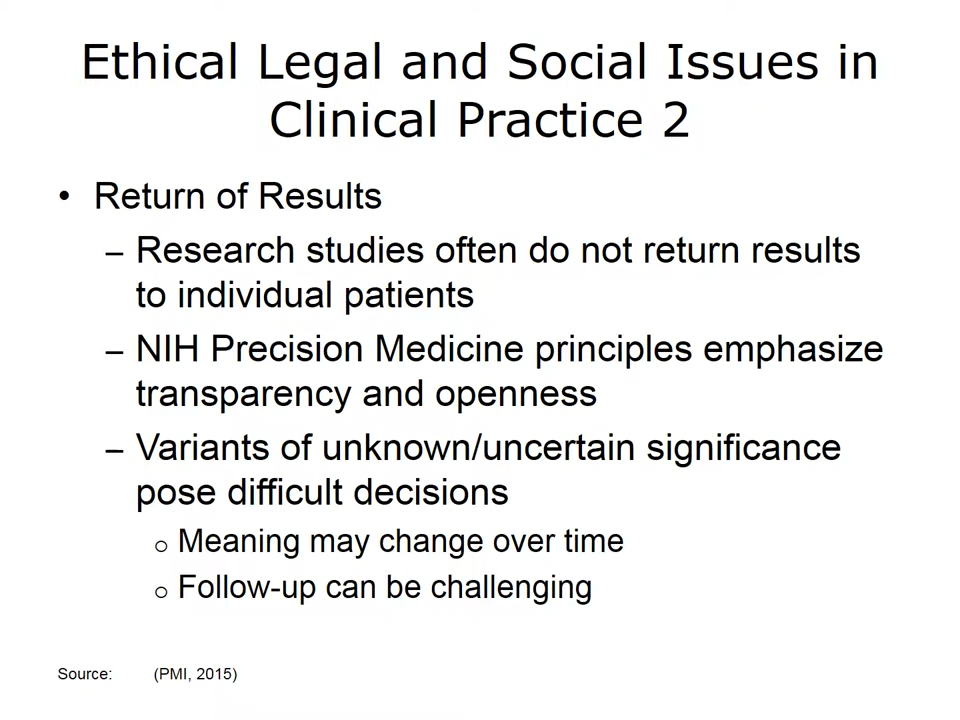 Ethical Legal and Social Issues in
Clinical Practice 2
• Return of Results
– Research studies often do not return results
to individual patients
– NIH Precision Medicine principles emphasize
transparency and openness
– Variants of unknown/uncertain significance
pose difficult decisions
o Meaning may change over time
o Follow-up can be challenging
Source: (PMI, 2015)